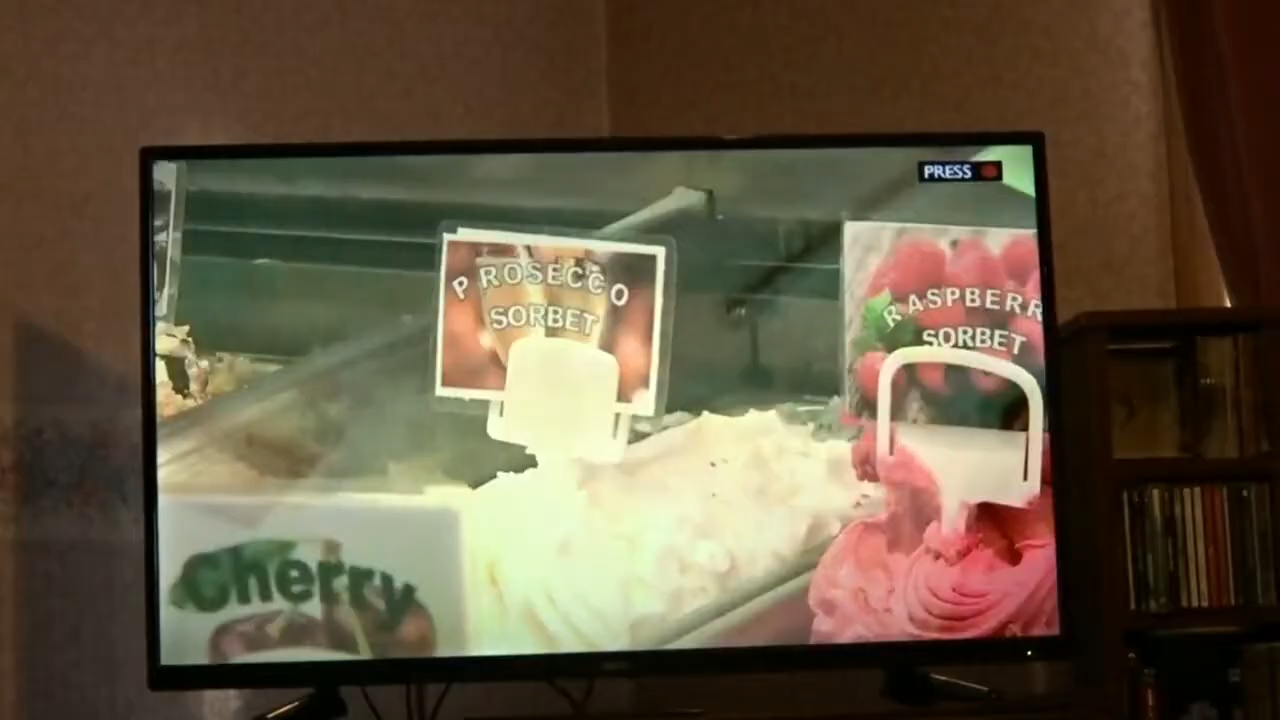 PRESS
PROSECCO
SORBET
RASPBERR
SORBET
Cherry